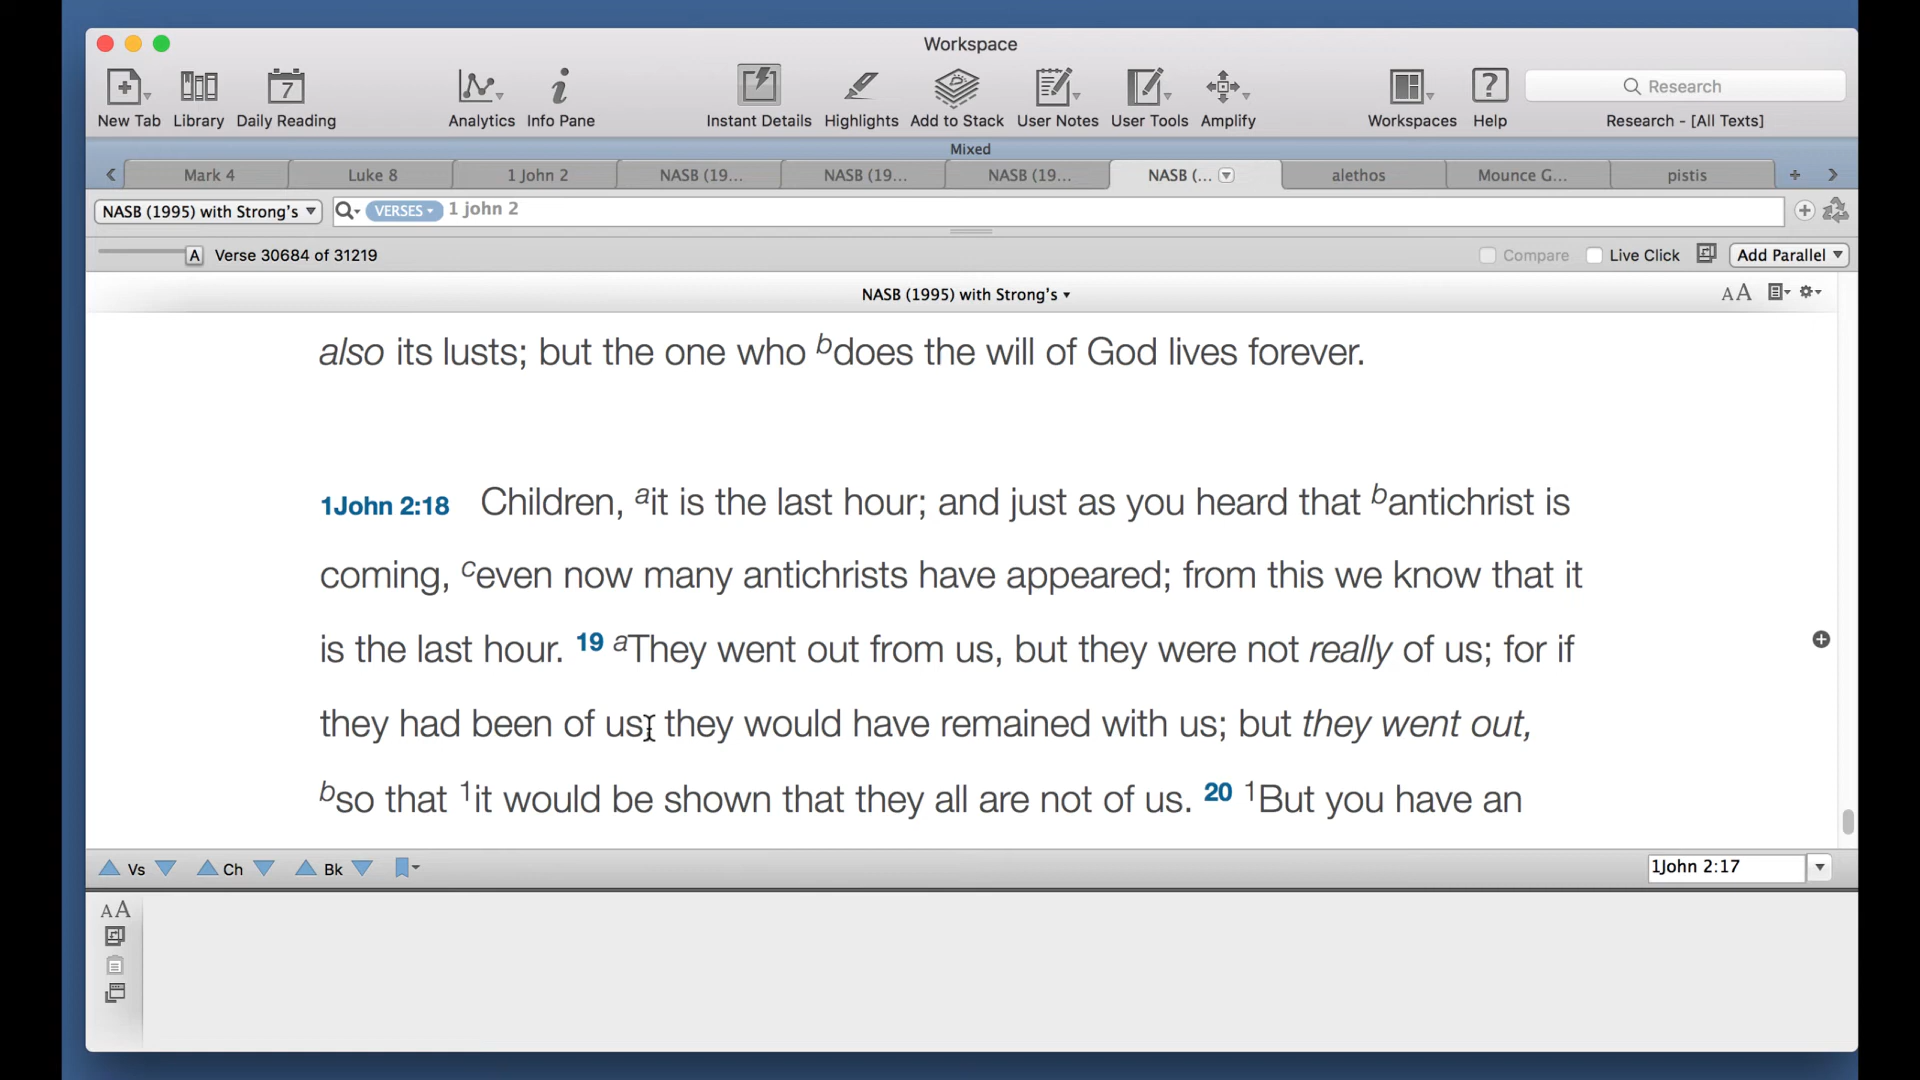 Workspace
New Tab Library Daily Reading Analytics Info Pane Instant Details Highlights Add to Stack User Notes User Tools Amplify Workspaces Help Research
Research - [All Texts]
Mixed
Mark 4 Luke 8 1 John 2 NASB (19... NASB (19... NASB (19... NASB (... alethos Mounce G... pistis
NASB (1995) with Strong's VERSES 1 john 2
A Verse 30684 of 31219 Compare Live Click Add Parallel
NASB (1995) with Strong's AA
also its lusts; but the one who bdoes the will of God lives forever.
1John 2:18 Children, ait is the last hour; and just as you heard that bantichrist is
coming, ceven now many antichrists have appeared; from this we know that it
is the last hour. 19 aThey went out from us, but they were not really of us; for if
they had been of us, they would have remained with us; but they went out,
bso that 1it would be shown that they all are not of us. 20 1But you have an
Vs Ch Bk 1John 2:17
AA